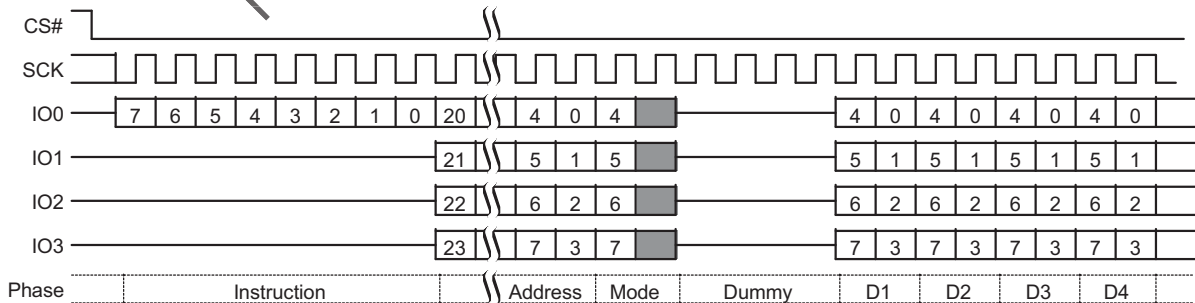 CS#
SCK
IO0 7 6 5 4 3 2 1 0 20 4 0 4 4 0 4 0 4 0 4 0
IO1 21 5 1 5 5 1 5 1 5 1 5 1
IO2 22 6 2 6 6 2 6 2 6 2 6 2
IO3 23 7 3 7 7 3 7 3 7 3 7 3
Phase Instruction Address Mode Dummy D1 D2 D3 D4